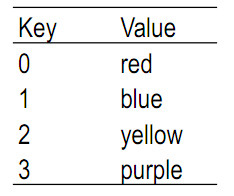 Key Value
0 red
1 blue
2 yellow
3 purple